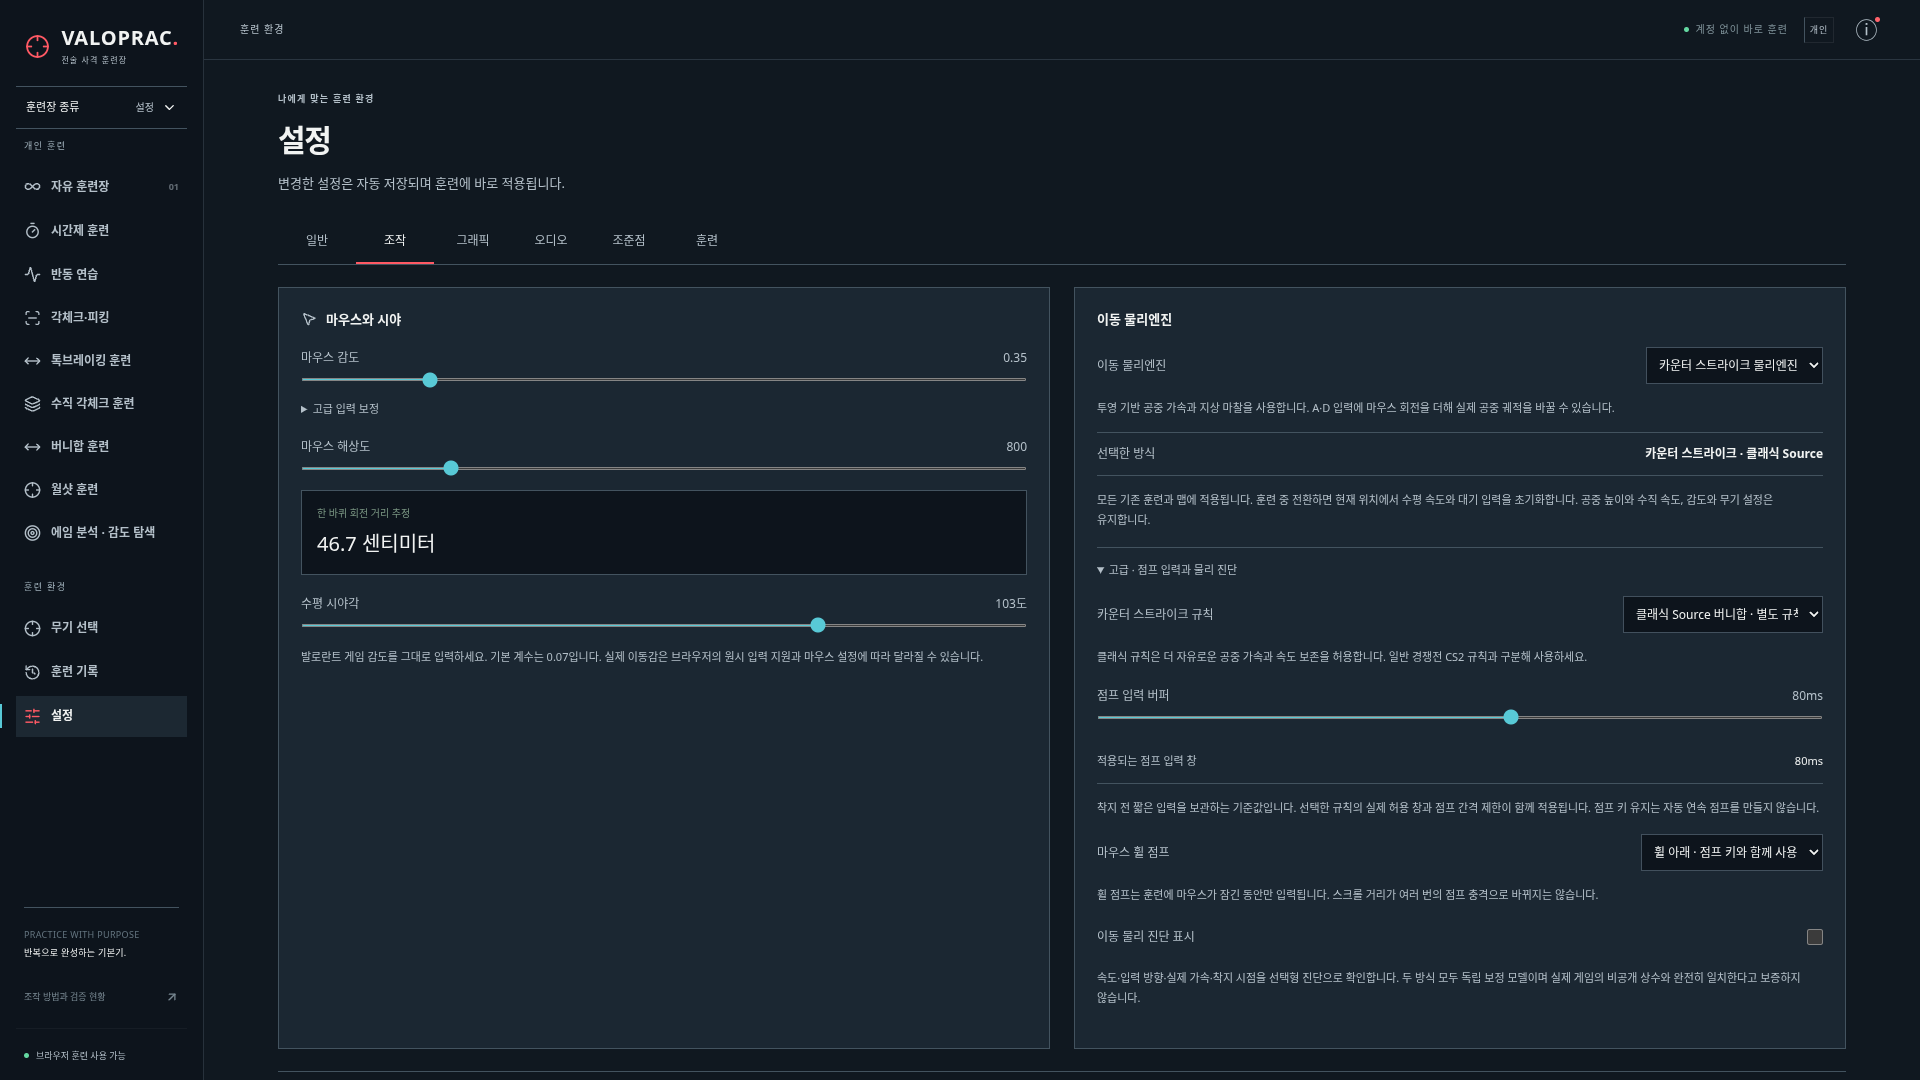 VALOPRAC.
전술 사격 훈련장
훈련장 종류
설정
개인 훈련
자유 훈련장
01
시간제 훈련
반동 연습
각체크·피킹
톡브레이킹 훈련
수직 각체크 훈련
버니합 훈련
월샷 훈련
에임 분석 · 감도 탐색
훈련 환경
무기 선택
훈련 기록
설정
PRACTICE WITH PURPOSE
반복으로 완성하는 기본기.
조작 방법과 검증 현황
브라우저 훈련 사용 가능
훈련 환경
계정 없이 바로 훈련
개인
나에게 맞는 훈련 환경
설정
변경한 설정은 자동 저장되며 훈련에 바로 적용됩니다.
일반
조작
그래픽
오디오
조준점
훈련
마우스와 시야
마우스 감도
0.35
고급 입력 보정
마우스 해상도
800
한 바퀴 회전 거리 추정
46.7 센티미터
수평 시야각
103도
발로란트 게임 감도를 그대로 입력하세요. 기본 계수는 0.07입니다. 실제 이동감은 브라우저의 원시 입력 지원과 마우스 설정에 따라 달라질 수 있습니다.
이동 물리엔진
이동 물리엔진
카운터 스트라이크 물리엔진
투영 기반 공중 가속과 지상 마찰을 사용합니다. A·D 입력에 마우스 회전을 더해 실제 공중 궤적을 바꿀 수 있습니다.
선택한 방식
카운터 스트라이크 · 클래식 Source
모든 기존 훈련과 맵에 적용됩니다. 훈련 중 전환하면 현재 위치에서 수평 속도와 대기 입력을 초기화합니다. 공중 높이와 수직 속도, 감도와 무기 설정은
유지합니다.
고급 · 점프 입력과 물리 진단
카운터 스트라이크 규칙
클래식 Source 버니합 · 별도 규칙
클래식 규칙은 더 자유로운 공중 가속과 속도 보존을 허용합니다. 일반 경쟁전 CS2 규칙과 구분해 사용하세요.
점프 입력 버퍼
80ms
적용되는 점프 입력 창
80ms
착지 전 짧은 입력을 보관하는 기준값입니다. 선택한 규칙의 실제 허용 창과 점프 간격 제한이 함께 적용됩니다. 점프 키 유지는 자동 연속 점프를 만들지 않습니다.
마우스 휠 점프
휠 아래 · 점프 키와 함께 사용
휠 점프는 훈련에 마우스가 잠긴 동안만 입력됩니다. 스크롤 거리가 여러 번의 점프 충격으로 바뀌지는 않습니다.
이동 물리 진단 표시
속도·입력 방향·실제 가속·착지 시점을 선택형 진단으로 확인합니다. 두 방식 모두 독립 보정 모델이며 실제 게임의 비공개 상수와 완전히 일치한다고 보증하지
않습니다.